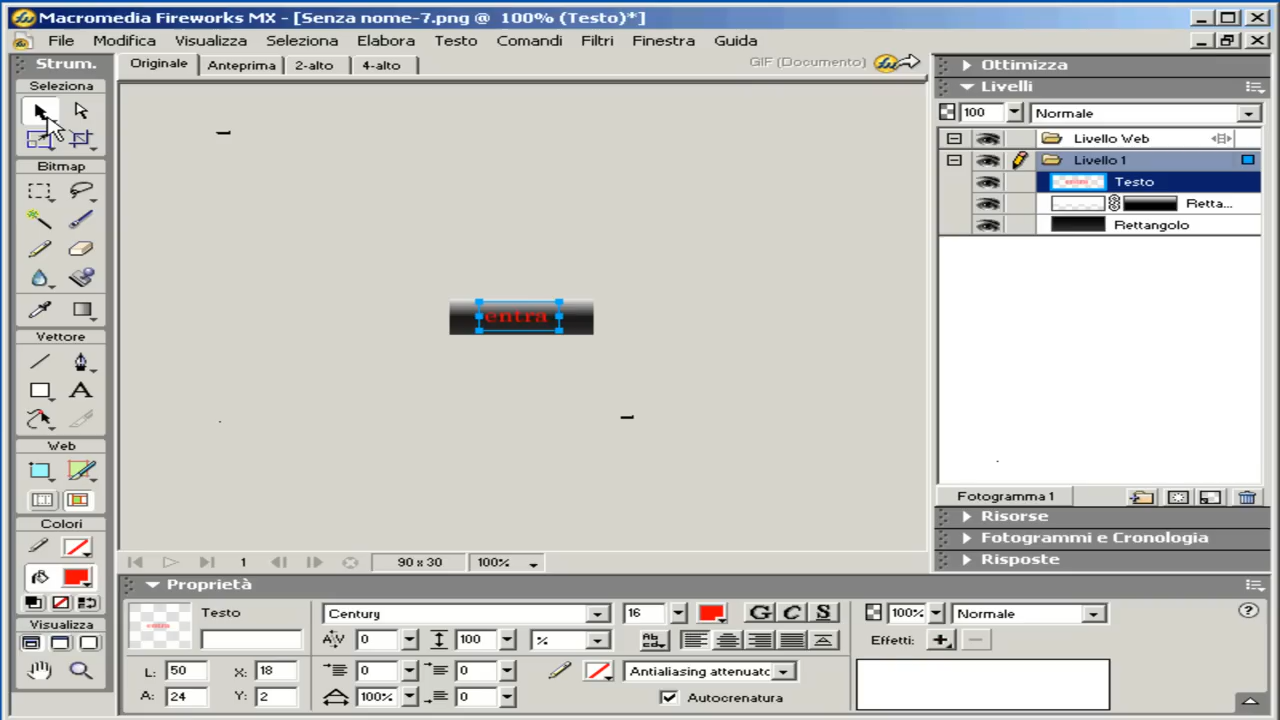 Macromedia Fireworks MX - [Senza nome-7.png @ 100% (Testo)*]
File Modifica Visualizza Seleziona Elabora Testo Comandi Filtri Finestra Guida
Strum.
Seleziona
Bitmap
Vettore
Web
Colori
Visualizza
Originale Anteprima 2-alto 4-alto GIF (Documento)
entra
1 90 x 30 100%
Ottimizza
Livelli
100 Normale
Livello Web
Livello 1
Testo
Retta...
Rettangolo
Fotogramma 1
Risorse
Fotogrammi e Cronologia
Risposte
Proprietà
Testo Century 16 G C S 100% Normale
0 100 % Effetti:
L: 50 X: 18 0 0 Antialiasing attenuatc
A: 24 Y: 2 100% 0 Autocrenatura